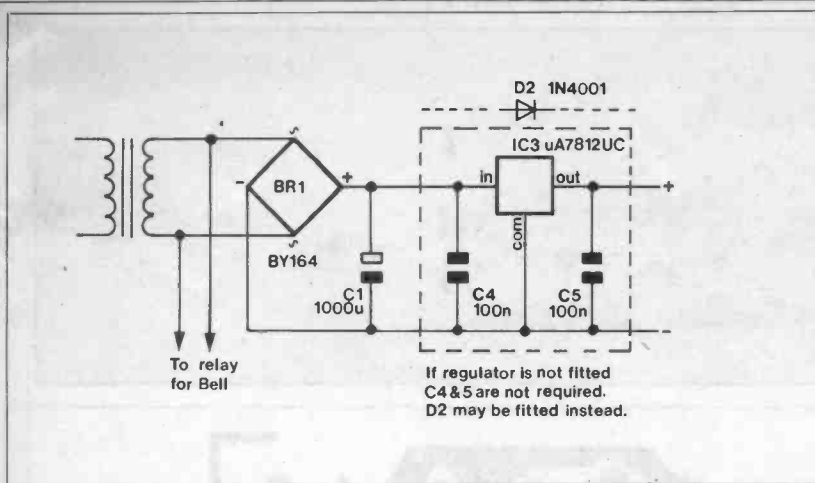 D2 1N4001
IC3 uA7812UC
in
out
com
BR1
-
+
BY164
C1
1000u
C4
100n
C5
100n
+
-
To relay
for Bell
If regulator is not fitted
C4&5 are not required.
D2 may be fitted instead.